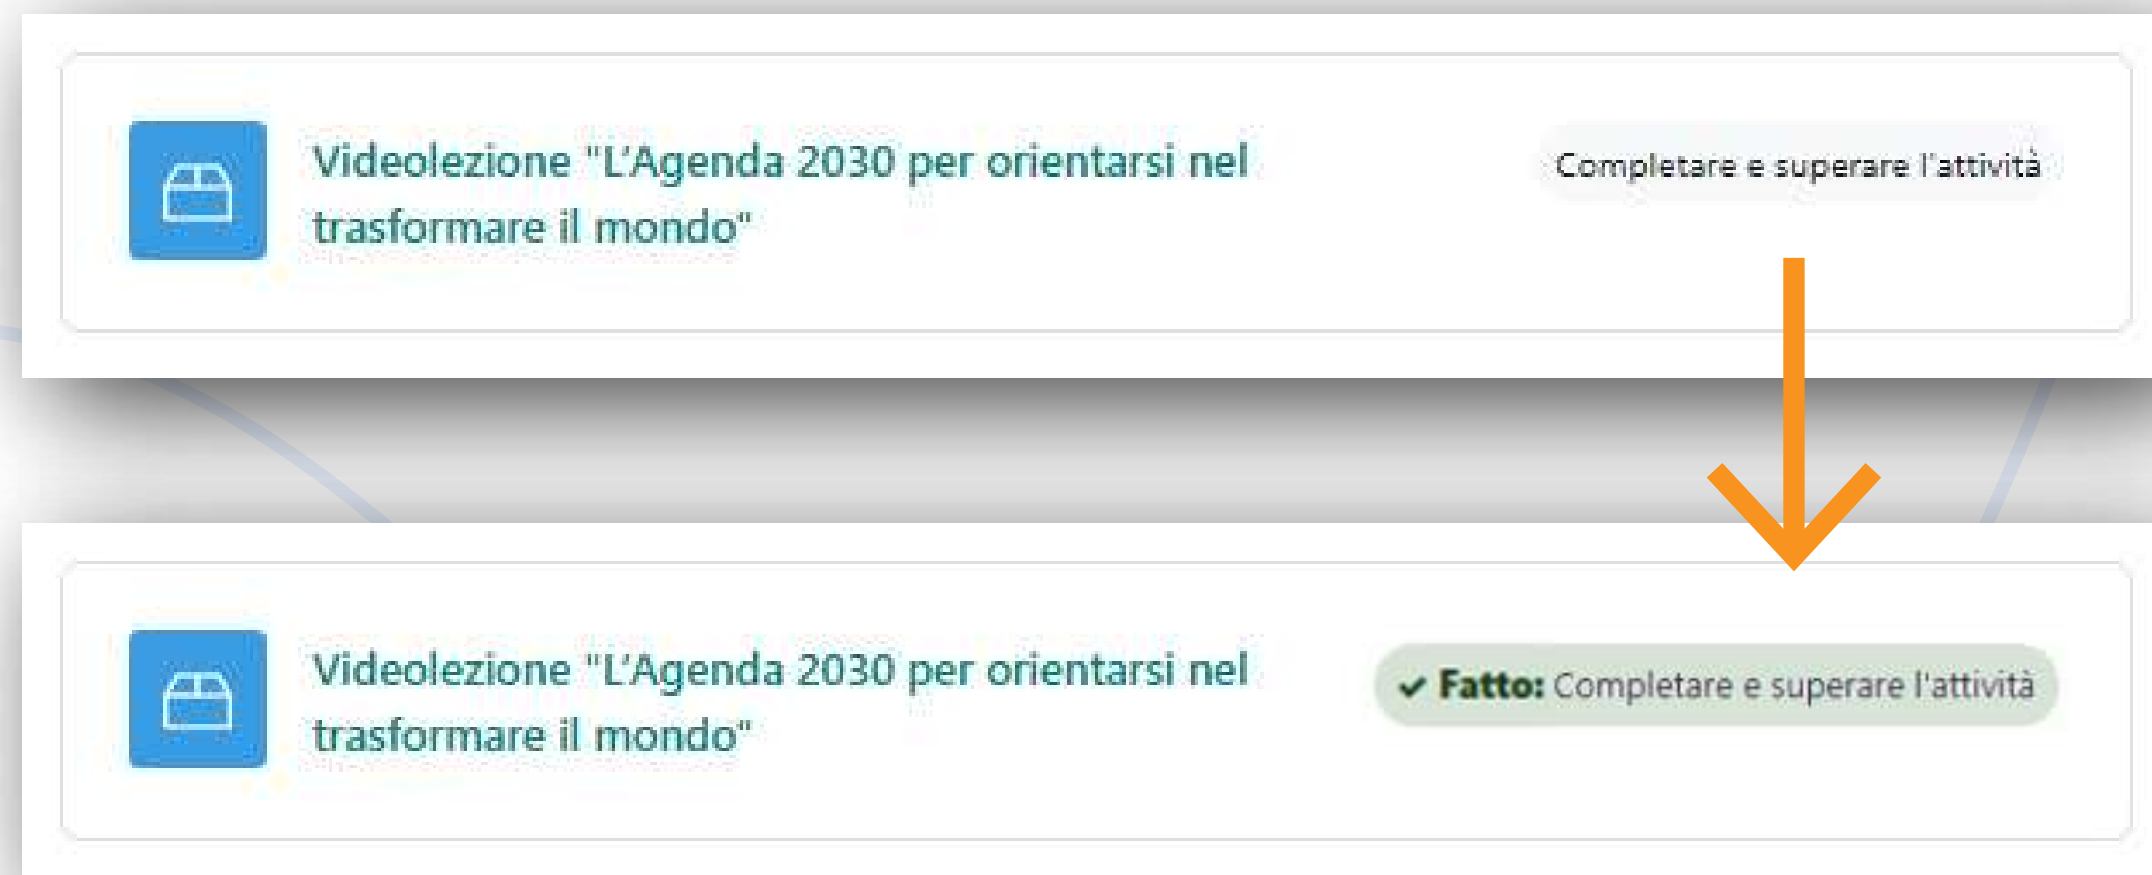 Videolezione "L'Agenda 2030 per orientarsi nel
trasformare il mondo"
Completare e superare l'attività
Videolezione "L'Agenda 2030 per orientarsi nel
trasformare il mondo"
✓ Fatto: Completare e superare l'attività